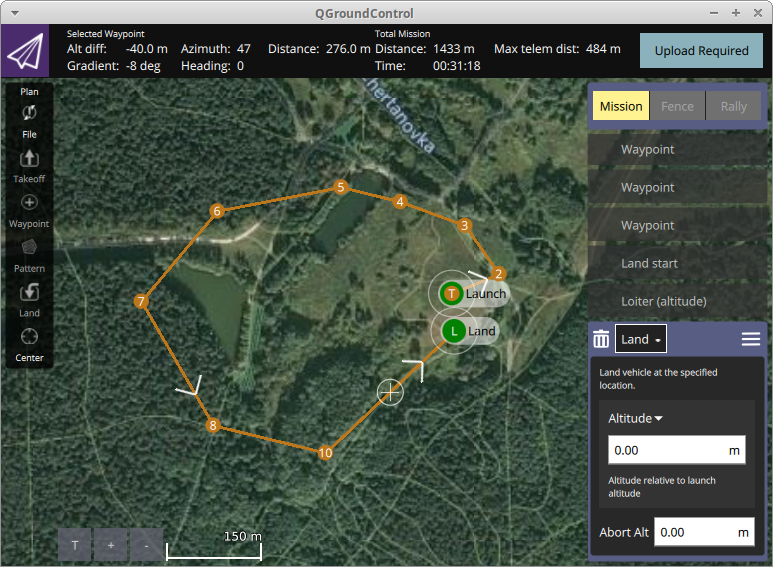 QGroundControl
Selected Waypoint
Alt diff: -40.0 m Azimuth: 47 Distance: 276.0 m
Gradient: -8 deg Heading: 0
Total Mission
Distance: 1433 m Max telem dist: 484 m
Time: 00:31:18
Upload Required
Plan
File
Takeoff
Waypoint
Pattern
Land
Center
hertanovka
5
6
4
3
2
7
T Launch
L Land
8
10
150 m
T + -
Mission Fence Rally
Waypoint
Waypoint
Waypoint
Land start
Loiter (altitude)
Land
Land vehicle at the specified
location.
Altitude
0.00 m
Altitude relative to launch
altitude
Abort Alt 0.00 m